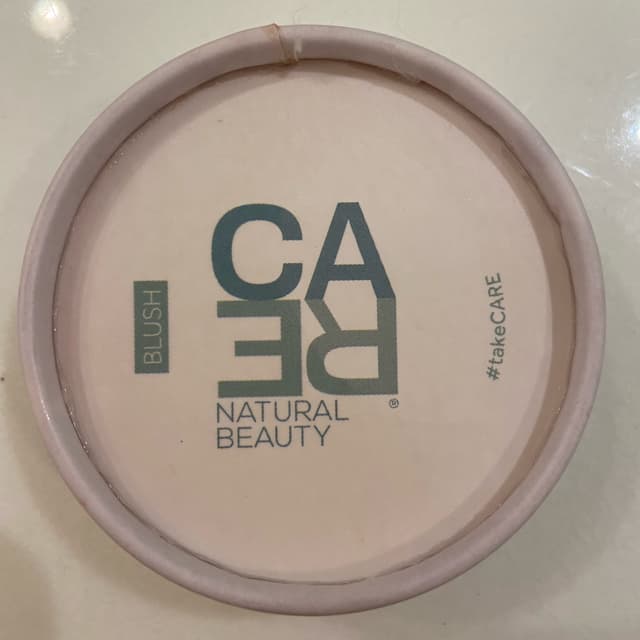 CA
RE
®
NATURAL
BEAUTY
BLUSH
#takeCARE